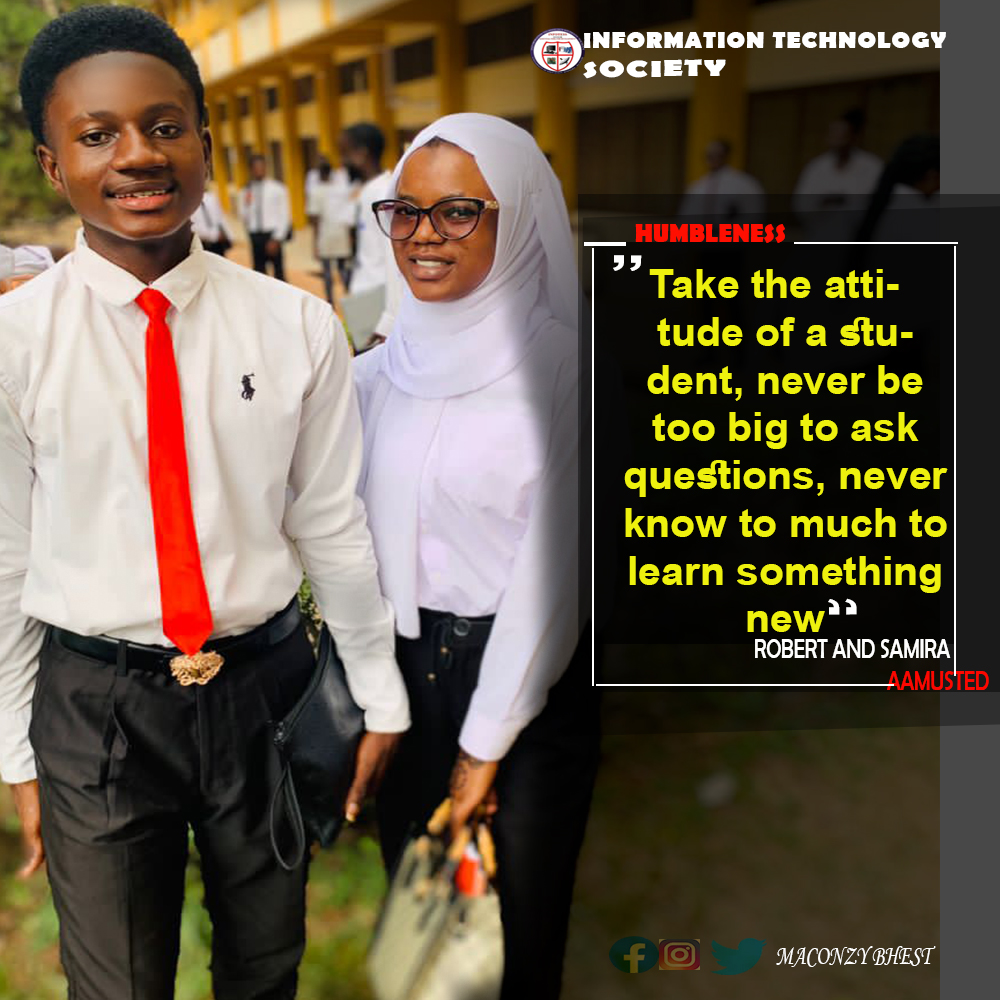 INFORMATION TECHNOLOGY
SOCIETY
HUMBLENESS
”Take the atti-
tude of a stu-
dent, never be
too big to ask
questions, never
know to much to
learn something
new“
ROBERT AND SAMIRA
AAMUSTED
MACONZY BHEST